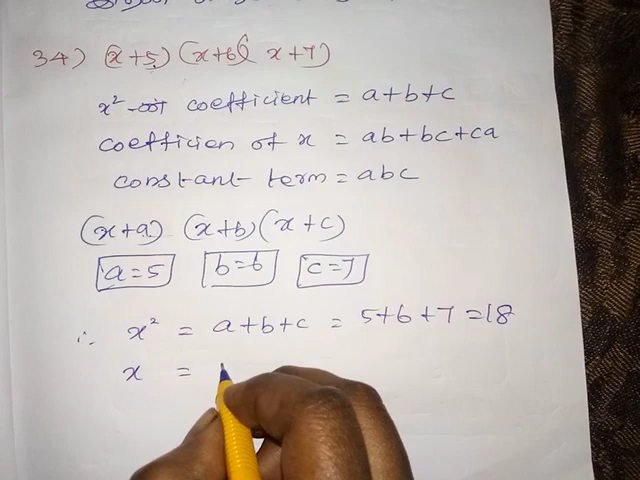 34) (x+5) (x+6) ( x+7)
x² coefficient = a+b+c
coefficien of x = ab+bc+ca
constant term = abc
(x+a) (x+b) (x+c)
a=5 b=6 c=7
∴ x² = a+b+c = 5+6+7 =18
x =